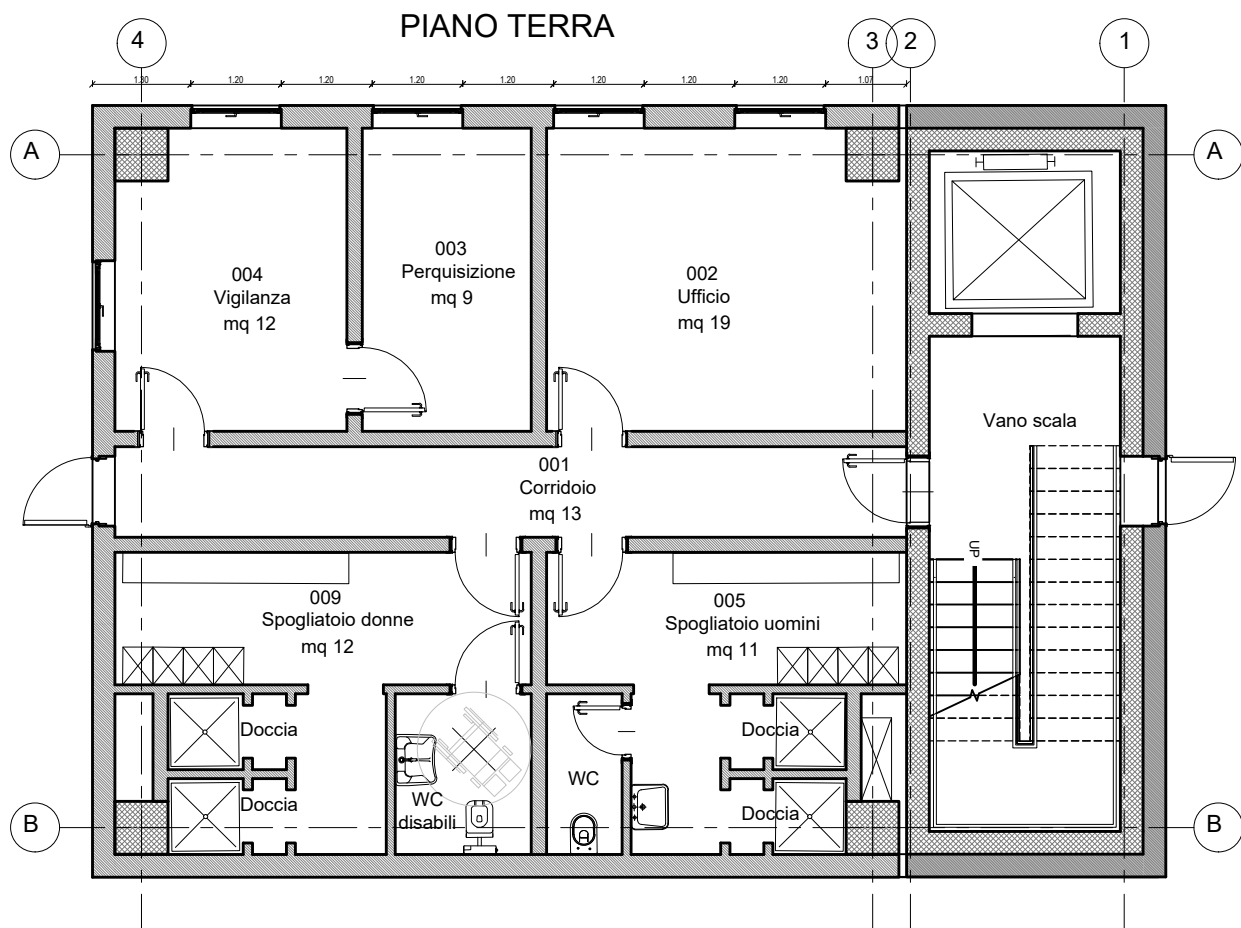 PIANO TERRA
4
3
2
1
1.30
1.20
1.20
1.20
1.20
1.20
1.20
1.20
1.07
A
A
003
Perquisizione
mq 9
004
Vigilanza
mq 12
002
Ufficio
mq 19
Vano scala
001
Corridoio
mq 13
UP
009
Spogliatoio donne
mq 12
005
Spogliatoio uomini
mq 11
Doccia
Doccia
WC
Doccia
WC
disabili
Doccia
B
B